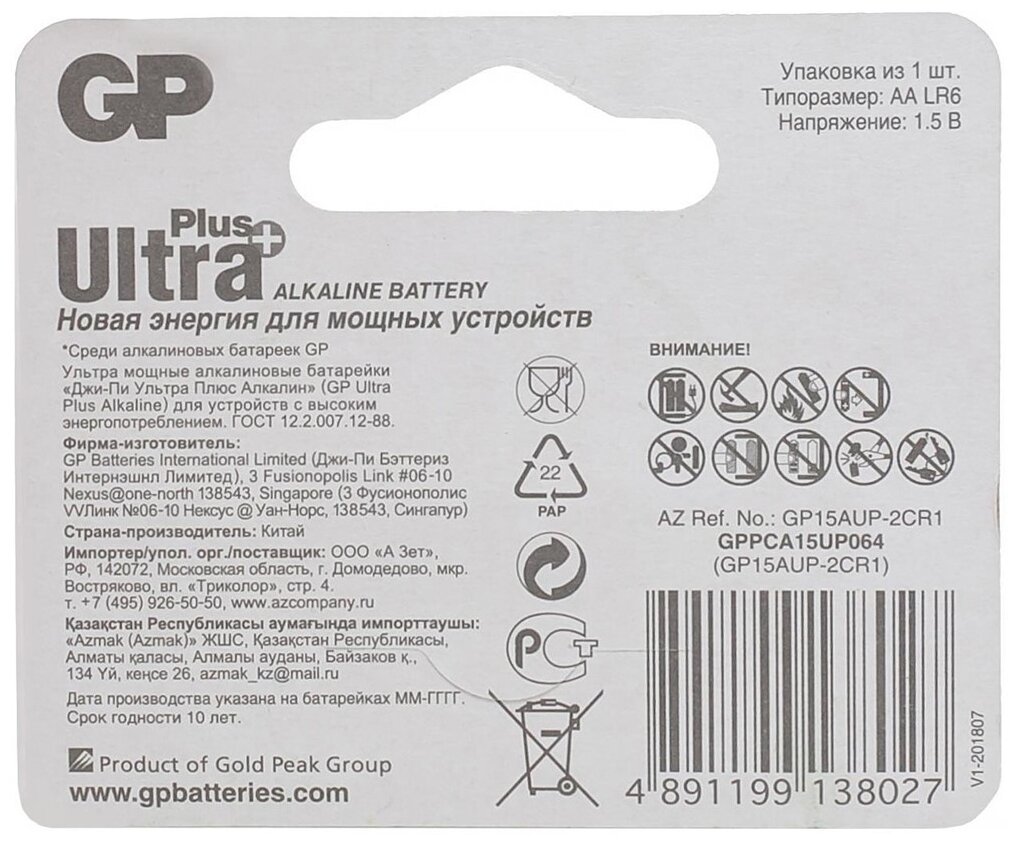 GP
Упаковка из 1 шт.
Типоразмер: AA LR6
Напряжение: 1.5 В
Plus
Ultra+
ALKALINE BATTERY
Новая энергия для мощных устройств
*Среди алкалиновых батареек GP
Ультра мощные алкалиновые батарейки
«Джи-Пи Ультра Плюс Алкалин» (GP Ultra
Plus Alkaline) для устройств с высоким
энергопотреблением. ГОСТ 12.2.007.12-88.
Фирма-изготовитель:
GP Batteries International Limited (Джи-Пи Бэттериз
Интернэшнл Лимитед), 3 Fusionopolis Link #06-10
Nexus@one-north 138543, Singapore (3 Фусионополис
VVЛинк №06-10 Нексус @ Уан-Норс, 138543, Сингапур)
Страна-производитель: Китай
Импортер/упол. орг./поставщик: ООО «А Зет»,
РФ, 142072, Московская область, г. Домодедово, мкр.
Востряково, вл. «Триколор», стр. 4.
т. +7 (495) 926-50-50, www.azcompany.ru
Қазақстан Республикасы аумағында импорттаушы:
«Azmak (Azmak)» ЖШС, Қазақстан Республикасы,
Алматы қаласы, Алмалы ауданы, Байзаков қ.,
134 Үй, кеңсе 26, azmak_kz@mail.ru
Дата производства указана на батарейках ММ-ГГГГ.
Срок годности 10 лет.
Product of Gold Peak Group
www.gpbatteries.com
22
PAP
РСТ
ВНИМАНИЕ!
AZ Ref. No.: GP15AUP-2CR1
GPPCA15UP064
(GP15AUP-2CR1)
4 891199 138027
V1-201807